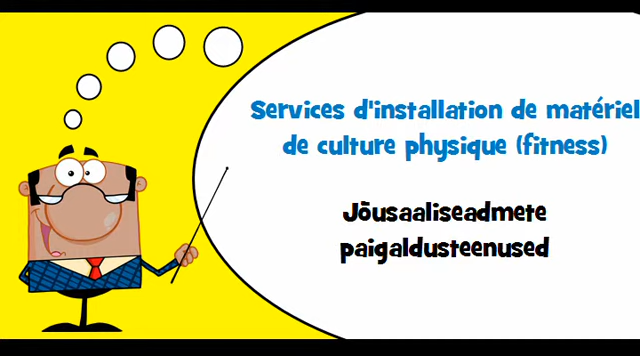 Services d'installation de matériel
de culture physique (fitness)
Jõusaaliseadmete
paigaldusteenused